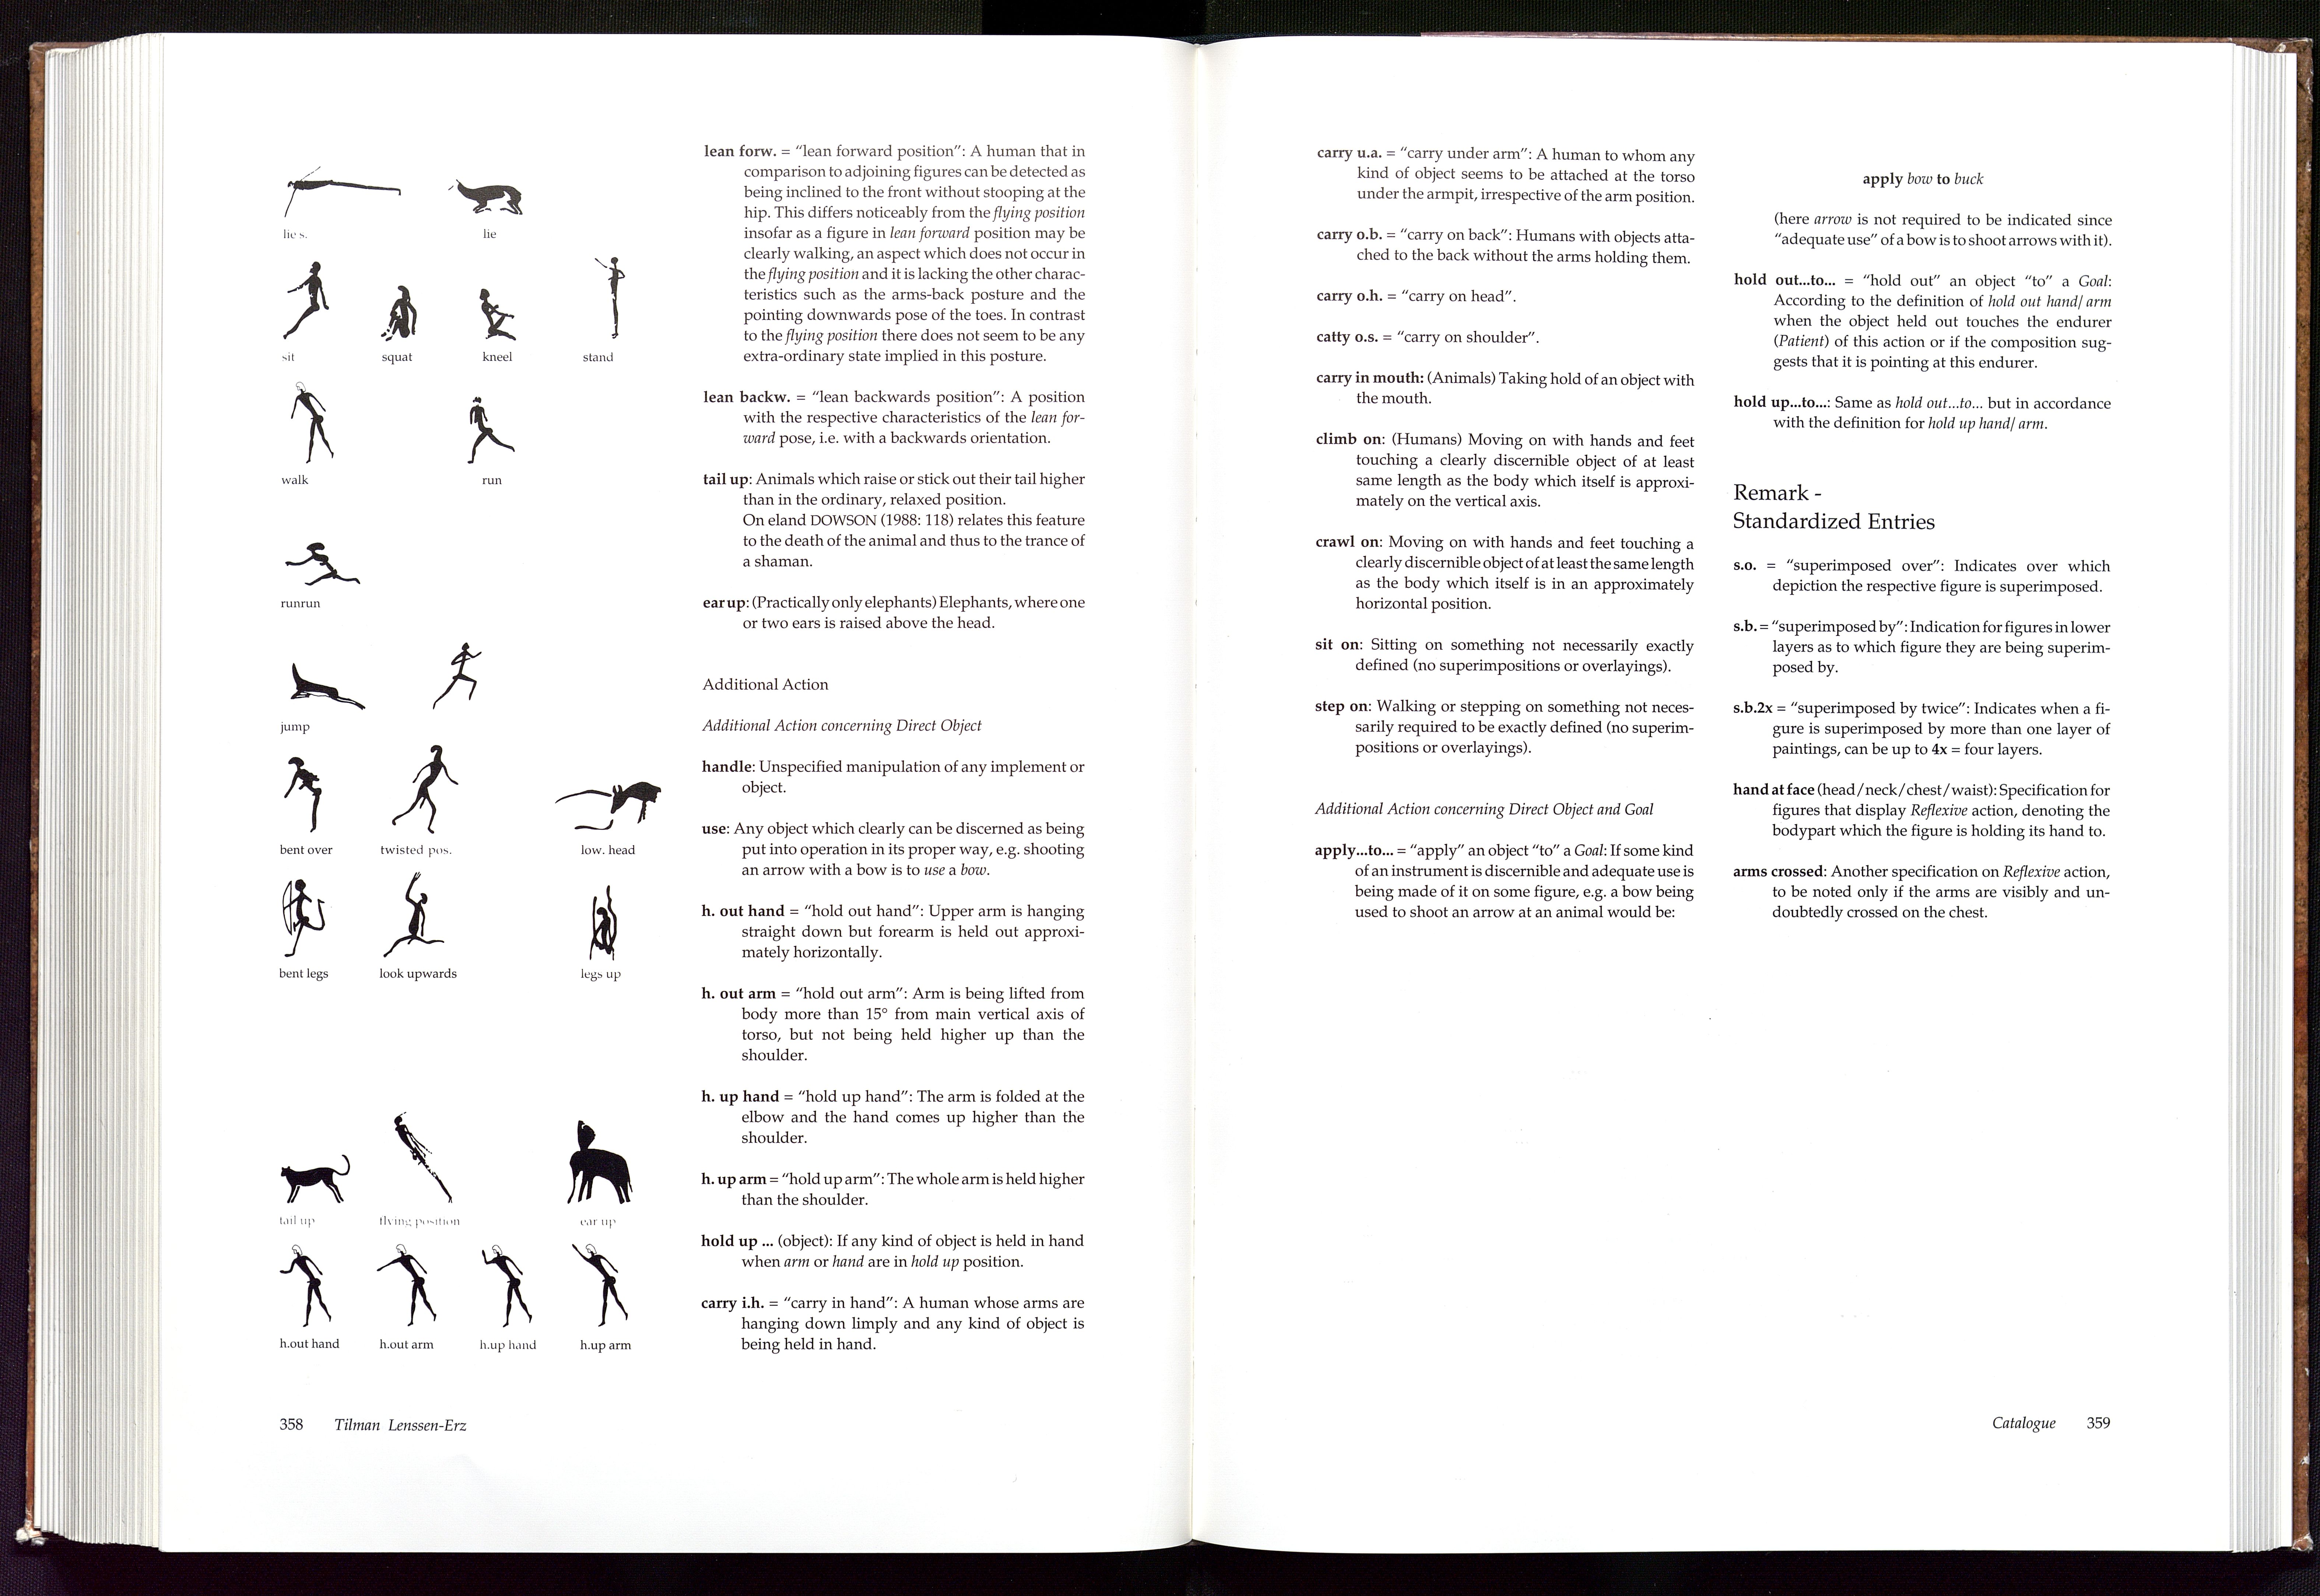 lie s.
lie
sit
squat
kneel
stand
walk
run
runrun
jump
bent over
twisted pos.
low. head
bent legs
look upwards
legs up
tail up
flying position
ear up
h.out hand
h.out arm
h.up hand
h.up arm
lean forw. = “lean forward position”: A human that in
comparison to adjoining figures can be detected as
being inclined to the front without stooping at the
hip. This differs noticeably from the flying position
insofar as a figure in lean forward position may be
clearly walking, an aspect which does not occur in
the flying position and it is lacking the other charac-
teristics such as the arms-back posture and the
pointing downwards pose of the toes. In contrast
to the flying position there does not seem to be any
extra-ordinary state implied in this posture.
lean backw. = “lean backwards position”: A position
with the respective characteristics of the lean for-
ward pose, i.e. with a backwards orientation.
tail up: Animals which raise or stick out their tail higher
than in the ordinary, relaxed position.
On eland DOWSON (1988: 118) relates this feature
to the death of the animal and thus to the trance of
a shaman.
ear up: (Practically only elephants) Elephants, where one
or two ears is raised above the head.
Additional Action
Additional Action concerning Direct Object
handle: Unspecified manipulation of any implement or
object.
use: Any object which clearly can be discerned as being
put into operation in its proper way, e.g. shooting
an arrow with a bow is to use a bow.
h. out hand = “hold out hand”: Upper arm is hanging
straight down but forearm is held out approxi-
mately horizontally.
h. out arm = “hold out arm”: Arm is being lifted from
body more than 15° from main vertical axis of
torso, but not being held higher up than the
shoulder.
h. up hand = “hold up hand”: The arm is folded at the
elbow and the hand comes up higher than the
shoulder.
h. up arm = “hold up arm”: The whole arm is held higher
than the shoulder.
hold up ... (object): If any kind of object is held in hand
when arm or hand are in hold up position.
carry i.h. = “carry in hand”: A human whose arms are
hanging down limply and any kind of object is
being held in hand.
358 Tilman Lenssen-Erz
carry u.a. = “carry under arm”: A human to whom any
kind of object seems to be attached at the torso
under the armpit, irrespective of the arm position.
carry o.b. = “carry on back”: Humans with objects atta-
ched to the back without the arms holding them.
carry o.h. = “carry on head”.
catty o.s. = “carry on shoulder”.
carry in mouth: (Animals) Taking hold of an object with
the mouth.
climb on: (Humans) Moving on with hands and feet
touching a clearly discernible object of at least
same length as the body which itself is approxi-
mately on the vertical axis.
crawl on: Moving on with hands and feet touching a
clearly discernible object of at least the same length
as the body which itself is in an approximately
horizontal position.
sit on: Sitting on something not necessarily exactly
defined (no superimpositions or overlayings).
step on: Walking or stepping on something not neces-
sarily required to be exactly defined (no superim-
positions or overlayings).
Additional Action concerning Direct Object and Goal
apply...to... = “apply” an object “to” a Goal: If some kind
of an instrument is discernible and adequate use is
being made of it on some figure, e.g. a bow being
used to shoot an arrow at an animal would be:
apply bow to buck
(here arrow is not required to be indicated since
“adequate use” of a bow is to shoot arrows with it).
hold out...to... = “hold out” an object “to” a Goal:
According to the definition of hold out hand/ arm
when the object held out touches the endurer
(Patient) of this action or if the composition sug-
gests that it is pointing at this endurer.
hold up...to...: Same as hold out...to... but in accordance
with the definition for hold up hand/ arm.
Remark -
Standardized Entries
s.o. = “superimposed over”: Indicates over which
depiction the respective figure is superimposed.
s.b. = “superimposed by”: Indication for figures in lower
layers as to which figure they are being superim-
posed by.
s.b.2x = “superimposed by twice”: Indicates when a fi-
gure is superimposed by more than one layer of
paintings, can be up to 4x = four layers.
hand at face (head/neck/chest/waist): Specification for
figures that display Reflexive action, denoting the
bodypart which the figure is holding its hand to.
arms crossed: Another specification on Reflexive action,
to be noted only if the arms are visibly and un-
doubtedly crossed on the chest.
Catalogue 359